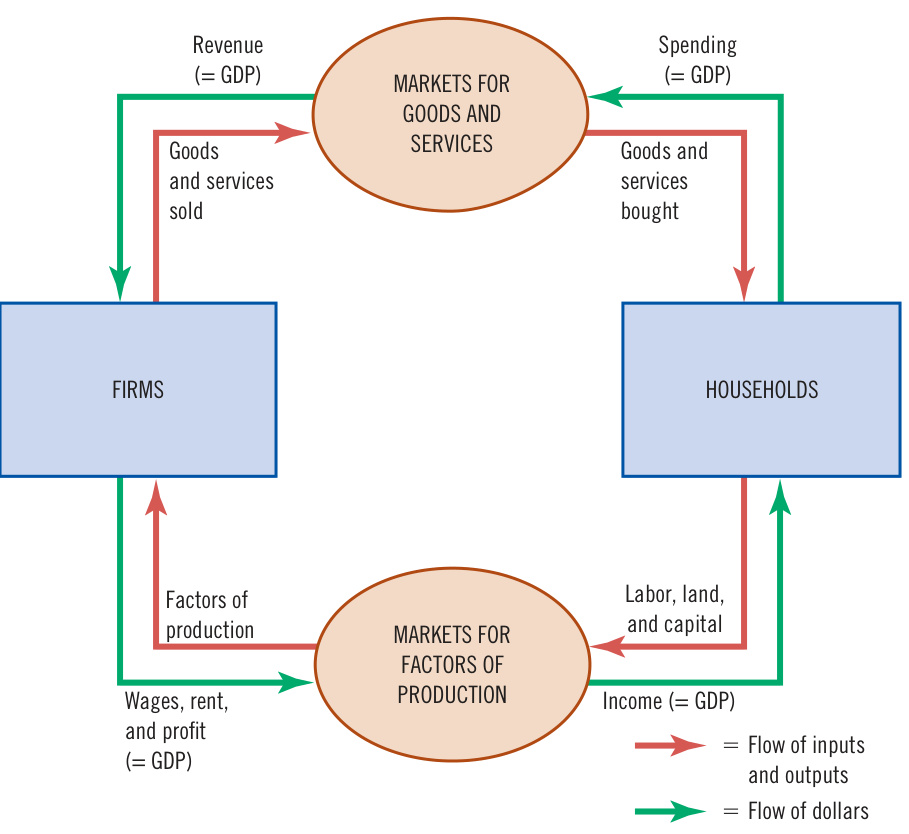 Revenue
(= GDP)
Spending
(= GDP)
MARKETS FOR
GOODS AND
SERVICES
Goods
and services
sold
Goods and
services
bought
FIRMS
HOUSEHOLDS
Factors of
production
Labor, land,
and capital
MARKETS FOR
FACTORS OF
PRODUCTION
Wages, rent,
and profit
(= GDP)
Income (= GDP)
= Flow of inputs
and outputs
= Flow of dollars